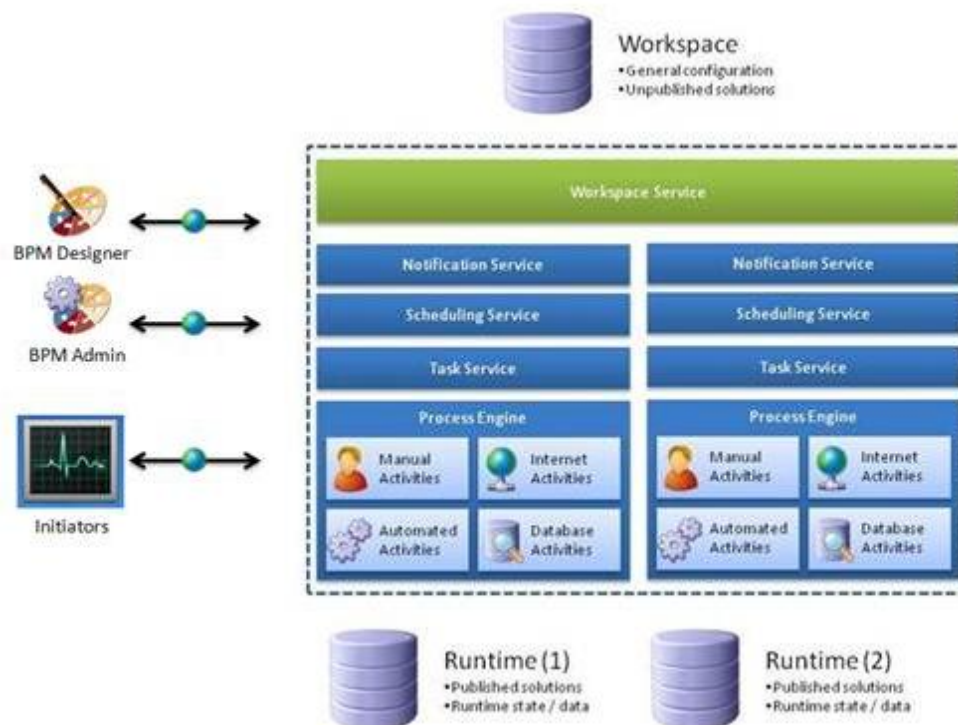 Workspace
•General configuration
•Unpublished solutions
Workspace Service
BPM Designer
BPM Admin
Initiators
Notification Service
Scheduling Service
Task Service
Process Engine
Manual
Activities
Internet
Activities
Automated
Activities
Database
Activities
Notification Service
Scheduling Service
Task Service
Process Engine
Manual
Activities
Internet
Activities
Automated
Activities
Database
Activities
Runtime (1)
•Published solutions
•Runtime state / data
Runtime (2)
•Published solutions
•Runtime state / data